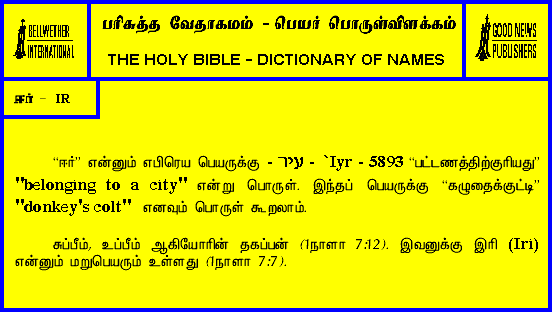 BELLWETHER
INTERNATIONAL
பரிசுத்த வேதாகமம் - பெயர் பொருள்விளக்கம்
THE HOLY BIBLE - DICTIONARY OF NAMES
GOOD NEWS
PUBLISHERS
ஈர் - IR
“ஈர்” என்னும் எபிரெய பெயருக்கு - עיר - `Iyr - 5893 “பட்டணத்திற்குரியது”
"belonging to a city" என்று பொருள். இந்தப் பெயருக்கு “கழுதைக்குட்டி”
"donkey's colt" எனவும் பொருள் கூறலாம்.
சுப்பீம், உப்பீம் ஆகியோரின் தகப்பன் (1நாளா 7:12). இவனுக்கு இரி (Iri)
என்னும் மறுபெயரும் உள்ளது (1நாளா 7:7).